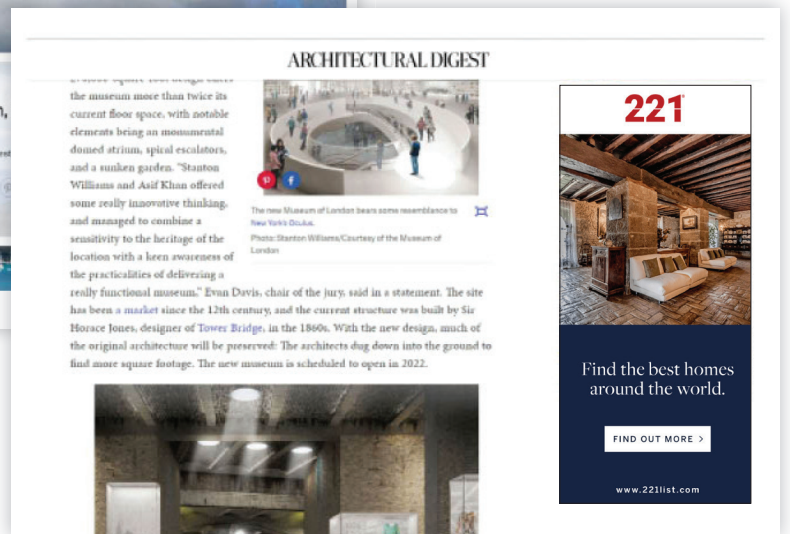 ARCHITECTURAL DIGEST
the museum more than twice its
current floor space, with notable
elements being an monumental
domed atrium, spiral escalators,
and a sunken garden. "Stanton
Williams and Asif Khan offered
some really innovative thinking,
and managed to combine a
sensitivity to the heritage of the
location with a keen awareness of
the practicalities of delivering a
really functional museum," Evan Davis, chair of the jury, said in a statement. The site
has been a market since the 12th century, and the current structure was built by Sir
Horace Jones, designer of Tower Bridge, in the 1860s. With the new design, much of
the original architecture will be preserved: The architects dug down into the ground to
find more square footage. The new museum is scheduled to open in 2022.
The new Museum of London bears some resemblance to
New York's Oculus.
Photo: Stanton Williams/Courtesy of the Museum of
London
221
Find the best homes
around the world.
FIND OUT MORE >
www.221list.com